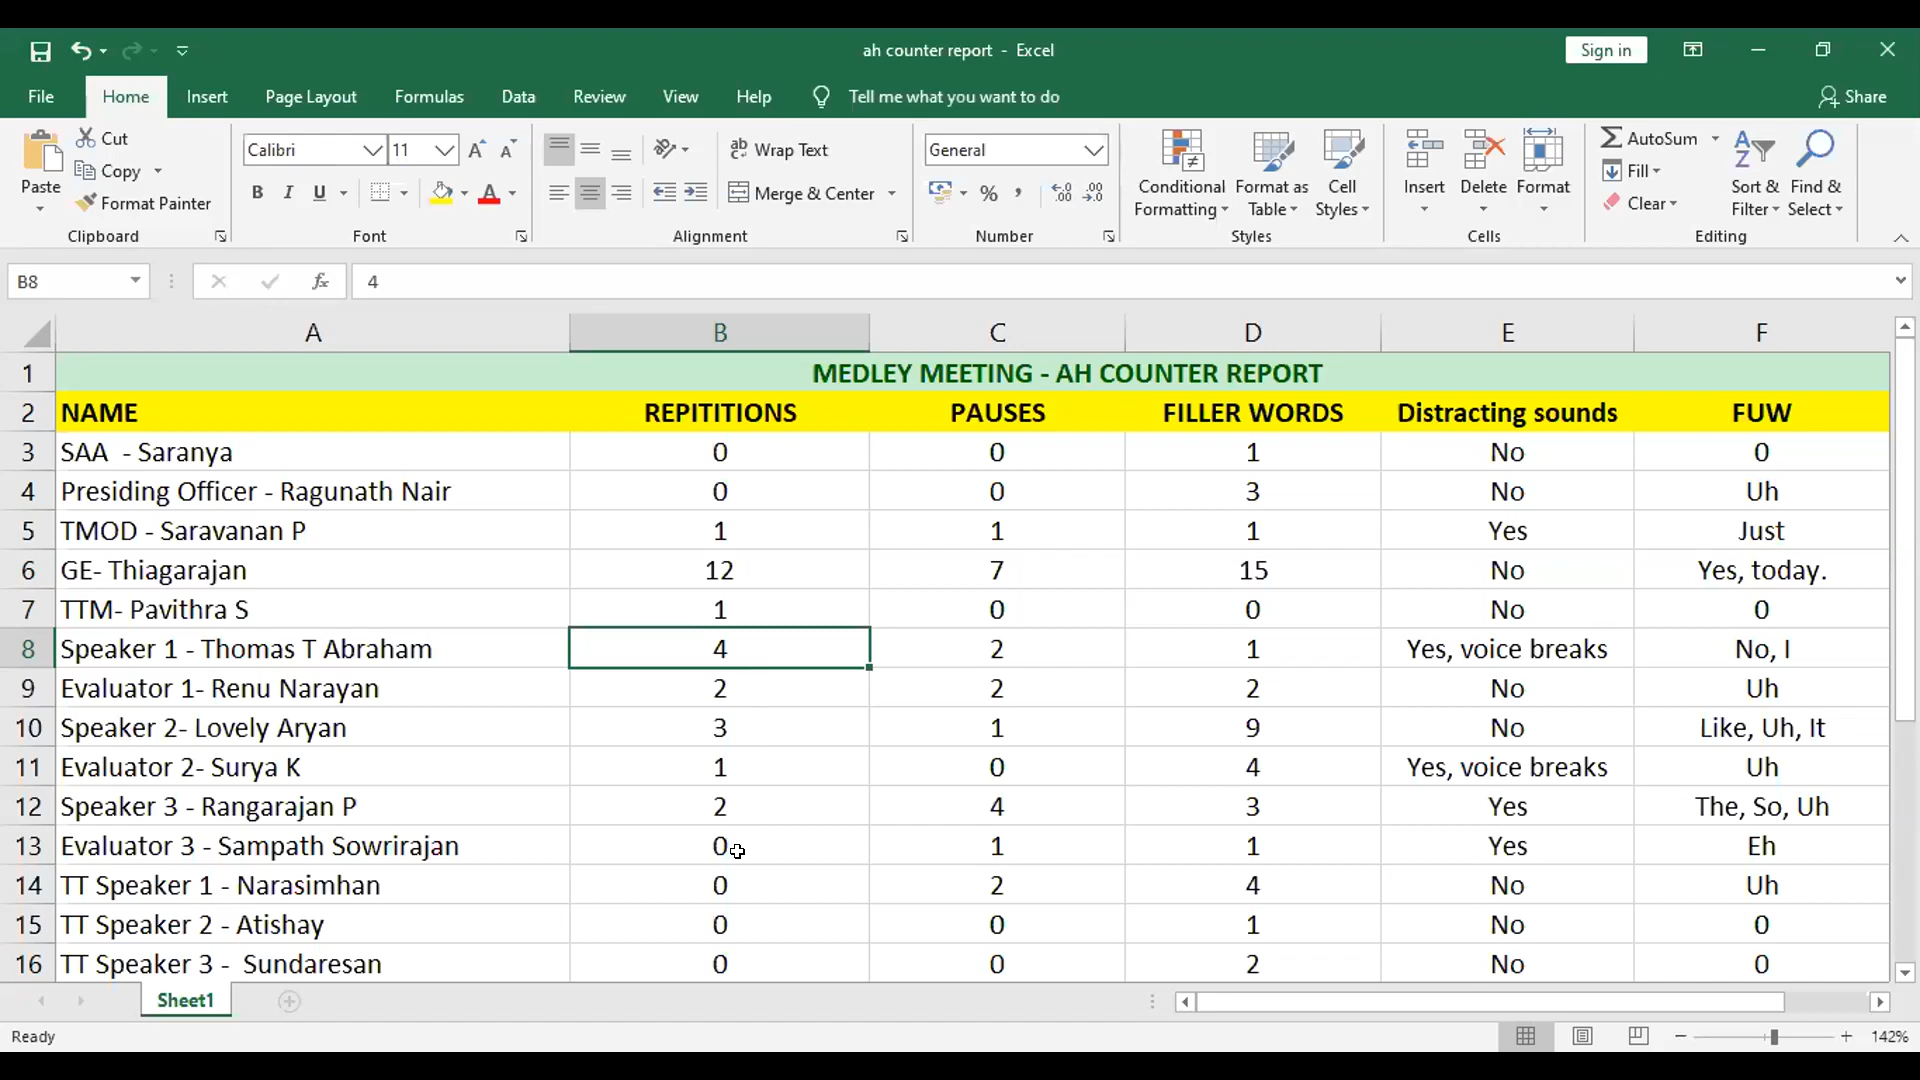 ah counter report - Excel
Sign in
File Home Insert Page Layout Formulas Data Review View Help Tell me what you want to do Share
Paste Cut Copy Format Painter
Clipboard
Calibri 11
B I U A
Font
Wrap Text
Merge & Center
Alignment
General
% ,
Number
Conditional Formatting Format as Table Cell Styles
Styles
Insert Delete Format
Cells
AutoSum Fill Clear Sort & Filter Find & Select
Editing
B8 fx 4
A B C D E F
1 MEDLEY MEETING - AH COUNTER REPORT
2 NAME REPITITIONS PAUSES FILLER WORDS Distracting sounds FUW
3 SAA - Saranya 0 0 1 No 0
4 Presiding Officer - Ragunath Nair 0 0 3 No Uh
5 TMOD - Saravanan P 1 1 1 Yes Just
6 GE- Thiagarajan 12 7 15 No Yes, today.
7 TTM- Pavithra S 1 0 0 No 0
8 Speaker 1 - Thomas T Abraham 4 2 1 Yes, voice breaks No, I
9 Evaluator 1- Renu Narayan 2 2 2 No Uh
10 Speaker 2- Lovely Aryan 3 1 9 No Like, Uh, It
11 Evaluator 2- Surya K 1 0 4 Yes, voice breaks Uh
12 Speaker 3 - Rangarajan P 2 4 3 Yes The, So, Uh
13 Evaluator 3 - Sampath Sowrirajan 0 1 1 Yes Eh
14 TT Speaker 1 - Narasimhan 0 2 4 No Uh
15 TT Speaker 2 - Atishay 0 0 1 No 0
16 TT Speaker 3 - Sundaresan 0 0 2 No 0
Sheet1
Ready 142%